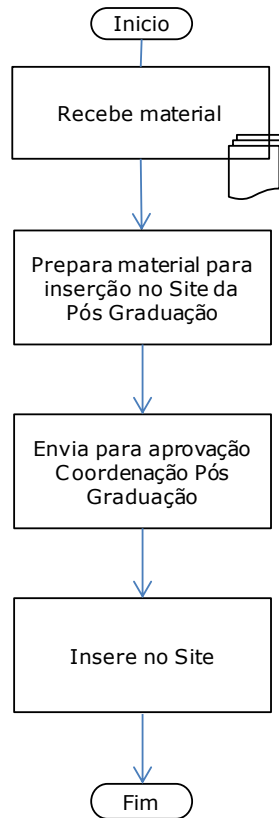 Inicio
Recebe material
Prepara material para
inserção no Site da
Pós Graduação
Envia para aprovação
Coordenação Pós
Graduação
Insere no Site
Fim